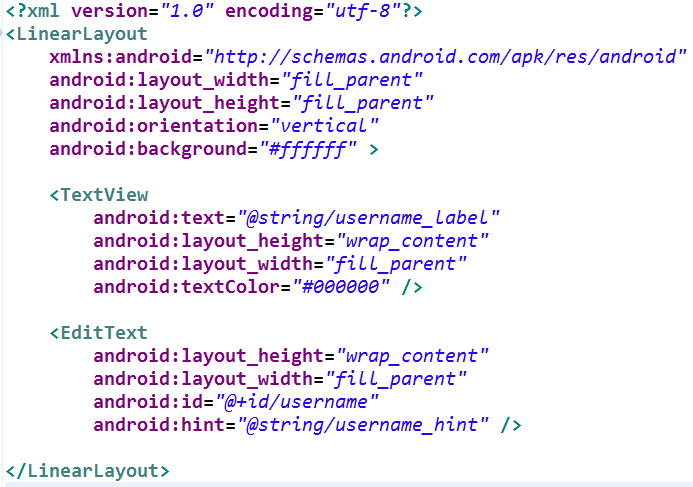 <?xml version="1.0" encoding="utf-8"?>
<LinearLayout
    xmlns:android="http://schemas.android.com/apk/res/android"
    android:layout_width="fill_parent"
    android:layout_height="fill_parent"
    android:orientation="vertical"
    android:background="#ffffff" >
    <TextView
        android:text="@string/username_label"
        android:layout_height="wrap_content"
        android:layout_width="fill_parent"
        android:textColor="#000000" />
    <EditText
        android:layout_height="wrap_content"
        android:layout_width="fill_parent"
        android:id="@+id/username"
        android:hint="@string/username_hint" />
</LinearLayout>